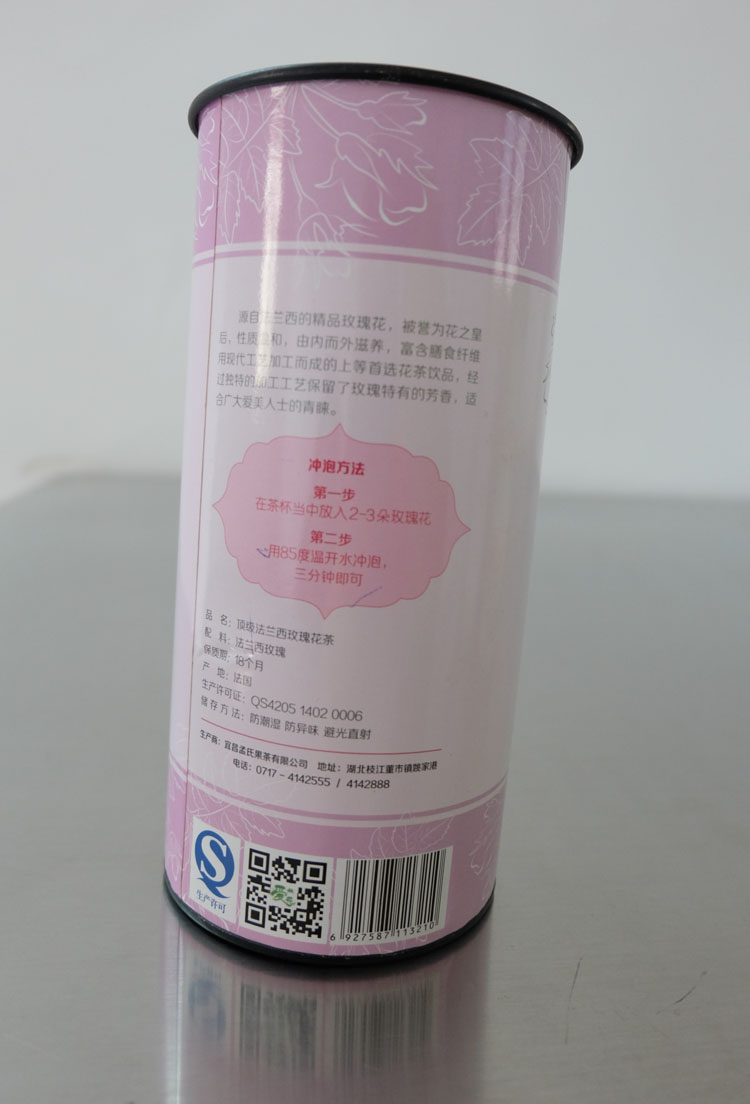 源自法兰西的精品玫瑰花，被誉为花之皇
后，性质温和，由内而外滋养，富含膳食纤维
用现代工艺加工而成的上等首选花茶饮品，经
过独特的加工工艺保留了玫瑰特有的芳香，适
合广大爱美人士的青睐。
冲泡方法
第一步
在茶杯当中放入2-3朵玫瑰花
第二步
用85度温开水冲泡，
三分钟即可
品 名：顶级法兰西玫瑰花茶
配 料：法兰西玫瑰
保质期：18个月
产 地：法国
生产许可证：QS4205 1402 0006
储存方法：防潮湿 防异味 避光直射
生产商：宜昌孟氏果茶有限公司 地址：湖北枝江董市镇姚家港
电话：0717-4142555 / 4142888
S
生产许可
6 927587 113210